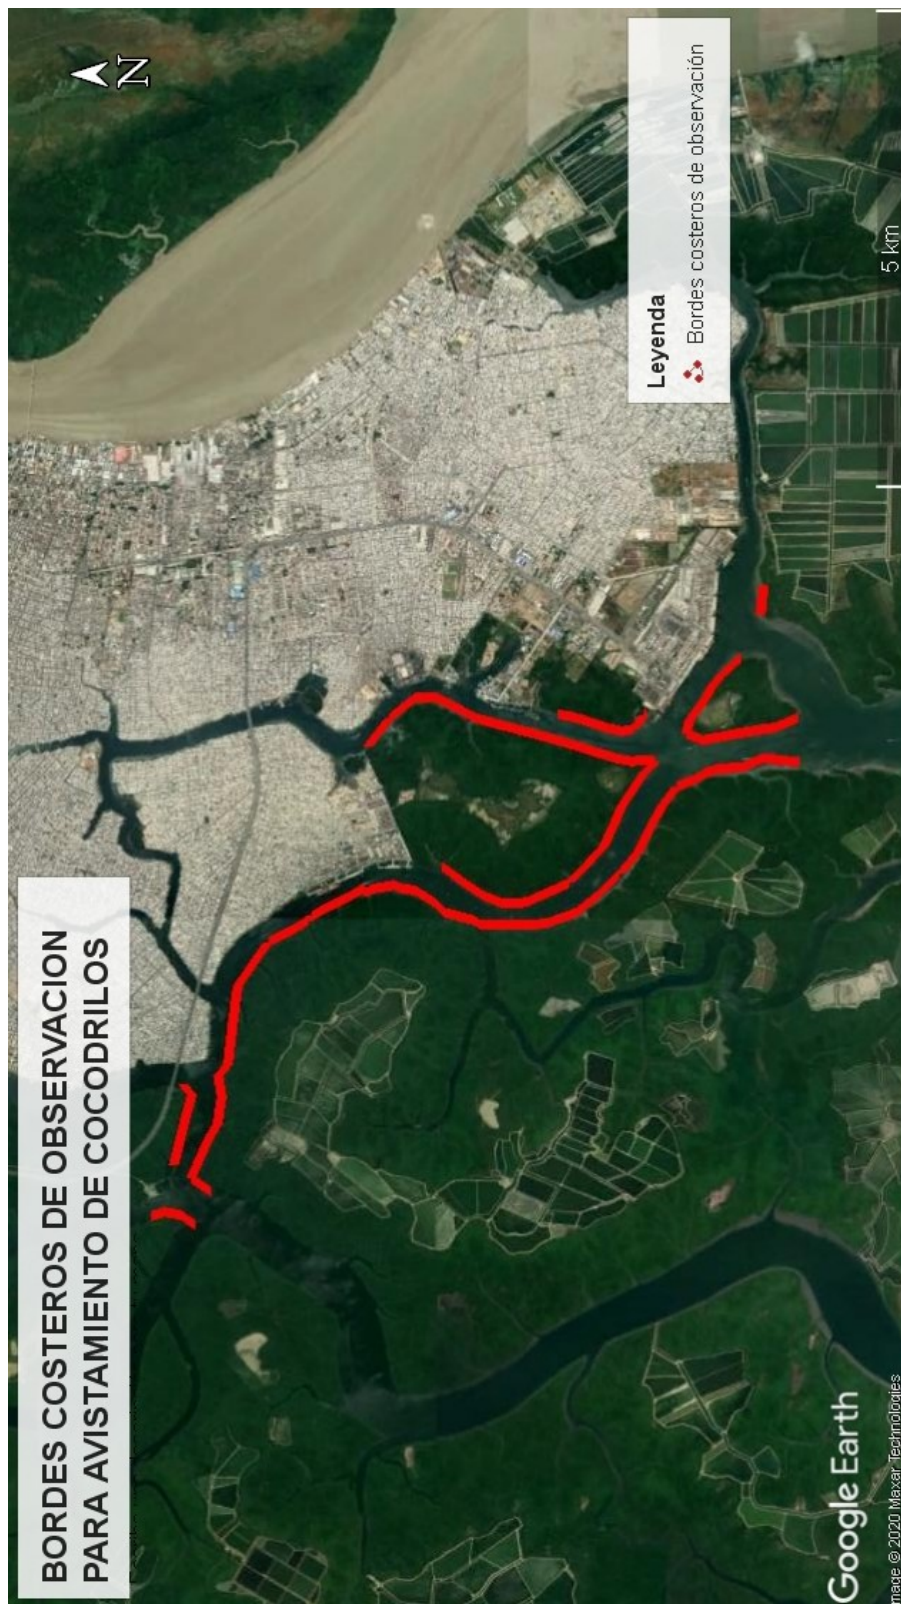 BORDES COSTEROS DE OBSERVACION
PARA AVISTAMIENTO DE COCODRILOS
N
Leyenda
Bordes costeros de observación
5 km
Google Earth
mage © 2020 Maxar Technologies